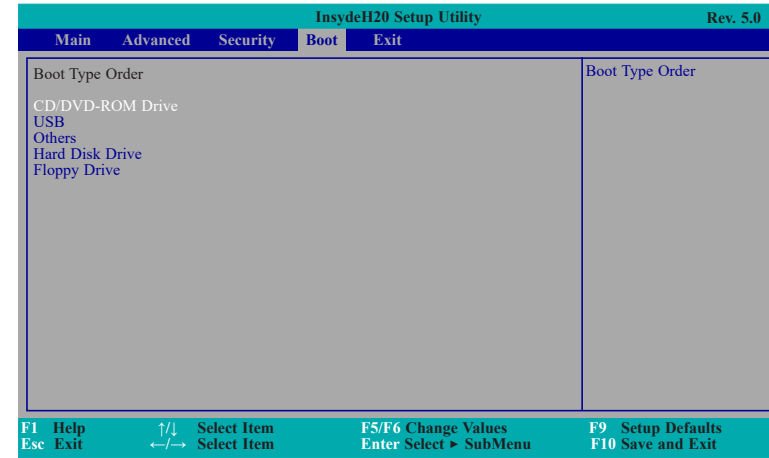 InsydeH20 Setup Utility Rev. 5.0
Main Advanced Security Boot Exit
Boot Type Order Boot Type Order
CD/DVD-ROM Drive
USB
Others
Hard Disk Drive
Floppy Drive
F1 Help ↑/↓ Select Item F5/F6 Change Values F9 Setup Defaults
Esc Exit ←/→ Select Item Enter Select ► SubMenu F10 Save and Exit